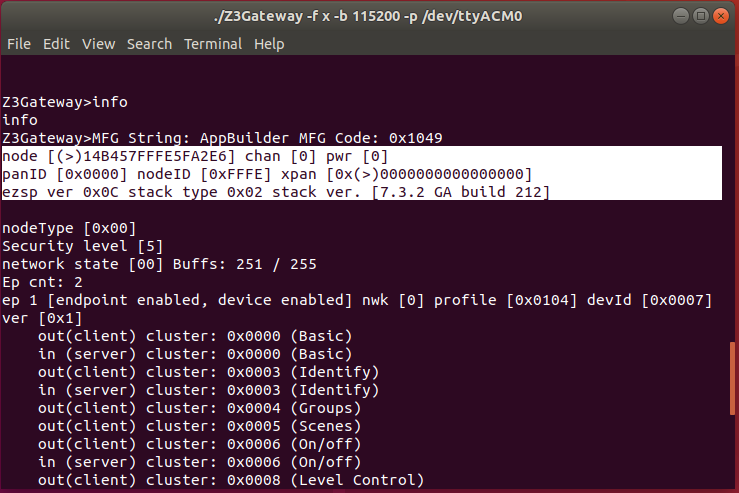 ./Z3Gateway -f x -b 115200 -p /dev/ttyACM0
File Edit View Search Terminal Help
Z3Gateway>info
info
Z3Gateway>MFG String: AppBuilder MFG Code: 0x1049
node [(>)14B457FFFE5FA2E6] chan [0] pwr [0]
panID [0x0000] nodeID [0xFFFE] xpan [0x(>)0000000000000000]
ezsp ver 0x0C stack type 0x02 stack ver. [7.3.2 GA build 212]
nodeType [0x00]
Security level [5]
network state [00] Buffs: 251 / 255
Ep cnt: 2
ep 1 [endpoint enabled, device enabled] nwk [0] profile [0x0104] devId [0x0007]
ver [0x1]
out(client) cluster: 0x0000 (Basic)
in (server) cluster: 0x0000 (Basic)
out(client) cluster: 0x0003 (Identify)
in (server) cluster: 0x0003 (Identify)
out(client) cluster: 0x0004 (Groups)
out(client) cluster: 0x0005 (Scenes)
out(client) cluster: 0x0006 (On/off)
in (server) cluster: 0x0006 (On/off)
out(client) cluster: 0x0008 (Level Control)